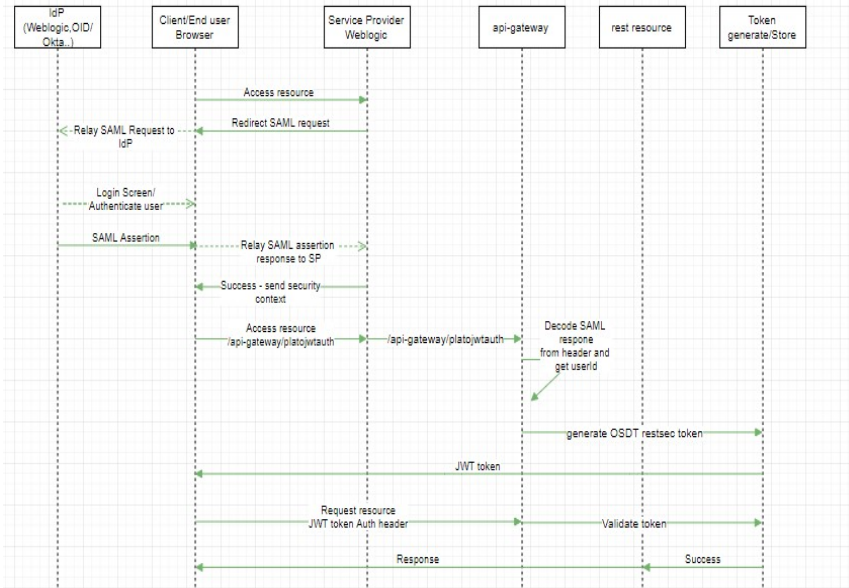 IdP
(Weblogic,OID/
Okta..)
Client/End user
Browser
Service Provider
Weblogic
api-gateway
rest resource
Token
generate/Store
Access resource
Redirect SAML request
Relay SAML Request to
IdP
Login Screen/
Authenticate user
SAML Assertion
Relay SAML assertion
response to SP
Success - send security
context
Access resource
/api-gateway/platojwtauth
/api-gateway/platojwtauth
Decode SAML
respone
from header and
get userId
generate OSDT restsec token
JWT token
Request resource
JWT token Auth header
Validate token
Response
Success